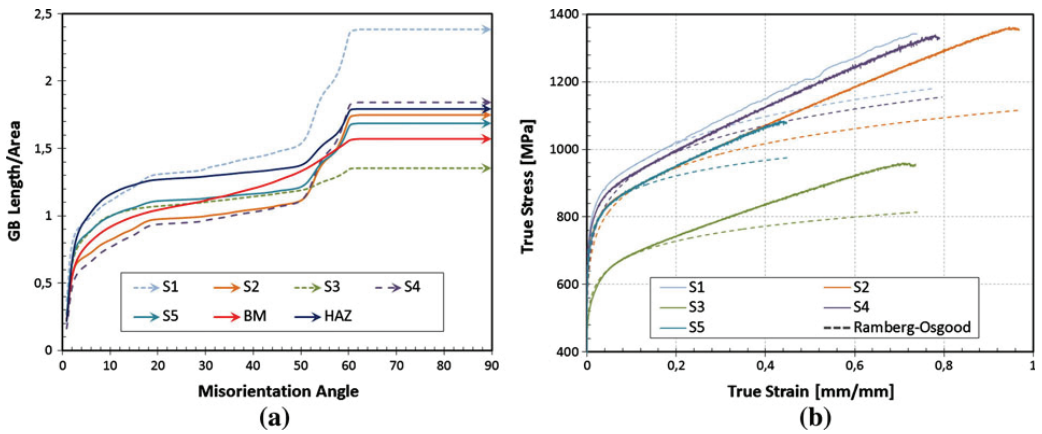 2,5
2
1,5
1
0,5
0
GB Length/Area
0 10 20 30 40 50 60 70 80 90
Misorientation Angle
S1 S2 S3 S4
S5 BM HAZ
(a)
1400
1200
1000
800
600
400
True Stress [MPa]
0 0,2 0,4 0,6 0,8 1
True Strain [mm/mm]
S1 S2
S3 S4
S5 Ramberg-Osgood
(b)